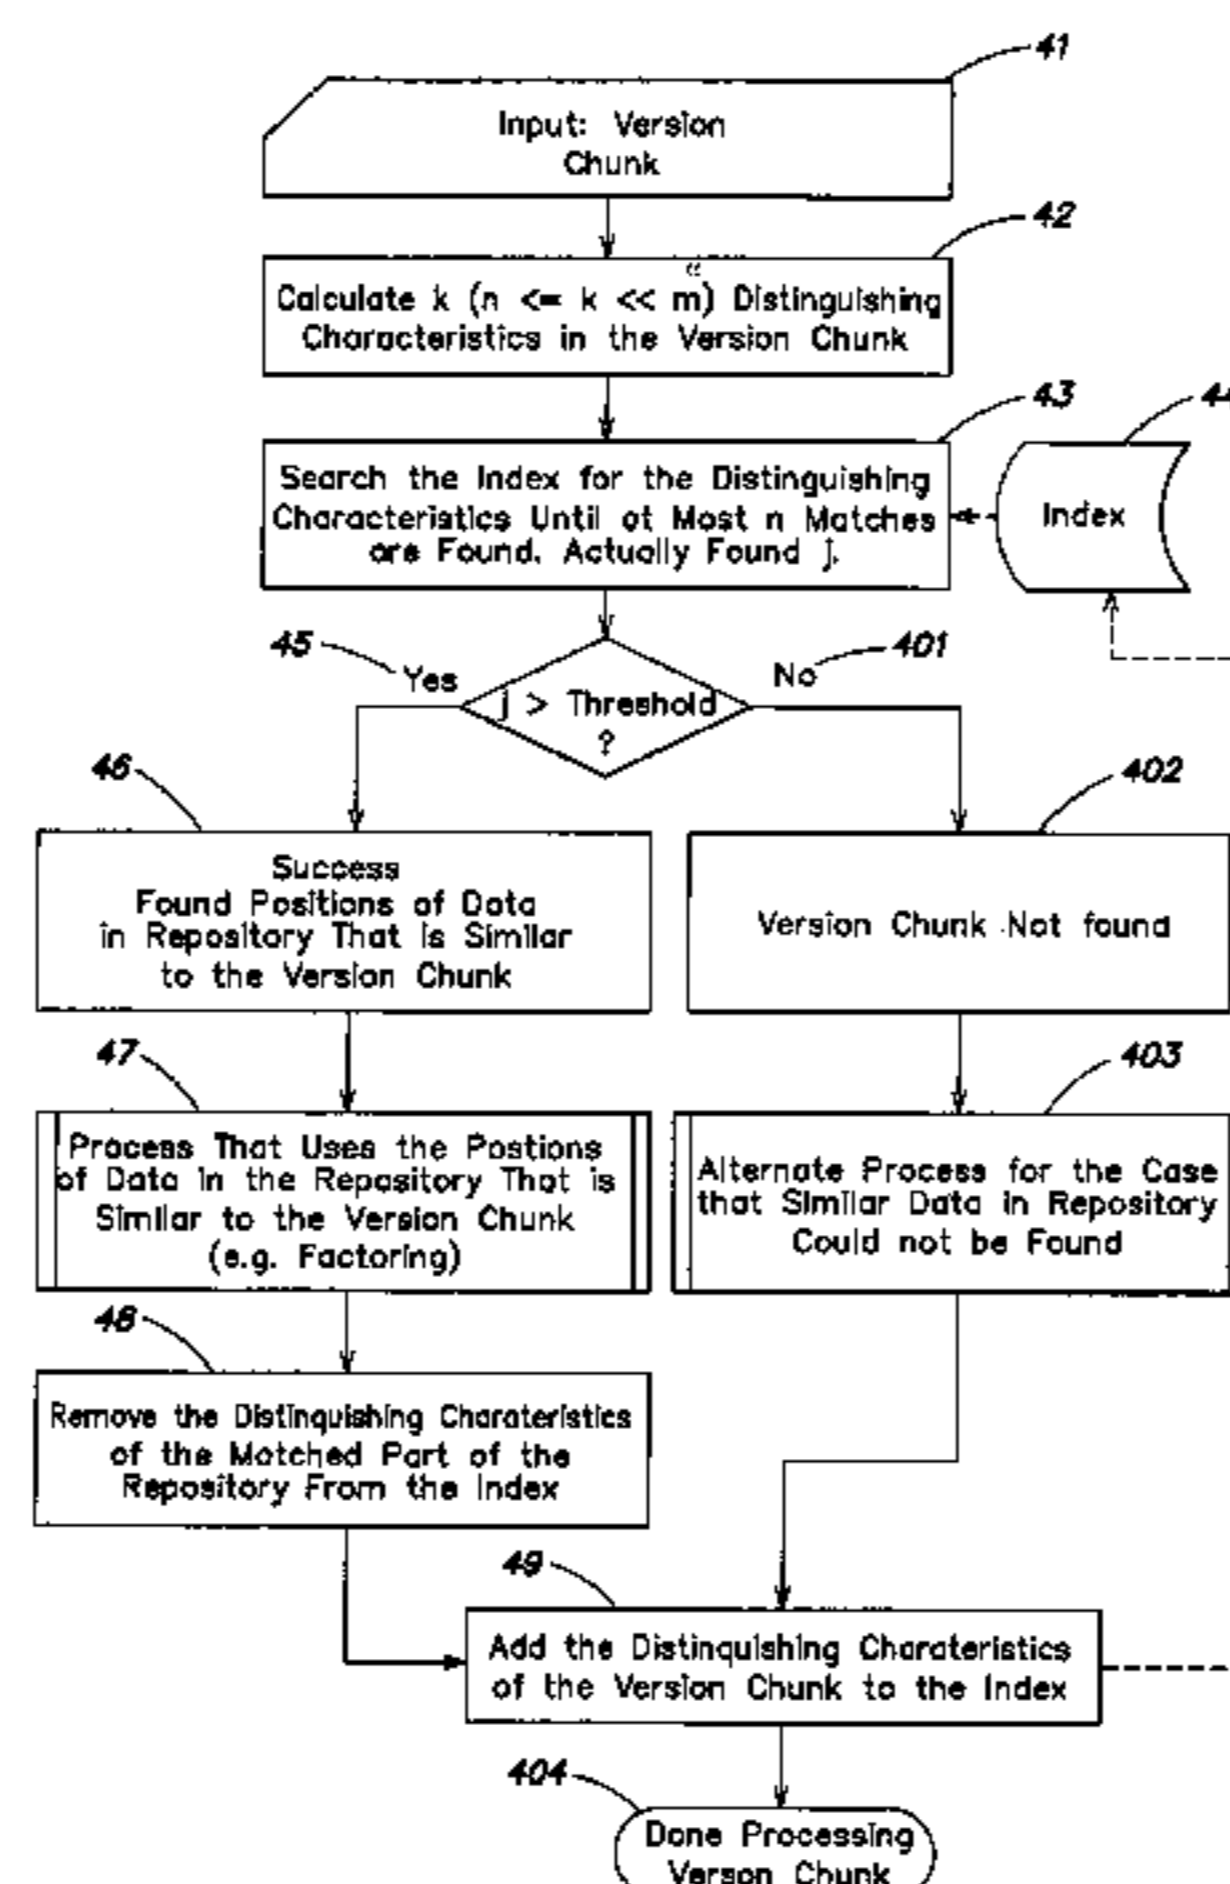 41
Input: Version
Chunk
42
Calculate k (n <= k << m) Distinguishing
Characteristics in the Version Chunk
43
44
Search the Index for the Distinguishing
Characteristics Until at Most n Matches
are Found. Actually Found j.
Index
45
Yes
401
No
j > Threshold
?
46
402
Success
Found Positions of Data
in Repository That is Similar
to the Version Chunk
Version Chunk Not found
47
403
Process That Uses the Postions
of Data in the Repository That is
Similar to the Version Chunk
(e.g. Factoring)
Alternate Process for the Case
that Similar Data in Repository
Could not be Found
48
Remove the Distinquishing Charateristics
of the Matched Part of the
Repository From the Index
49
Add the Distinquishing Charateristics
of the Version Chunk to the Index
404
Done Processing
Verson Chunk